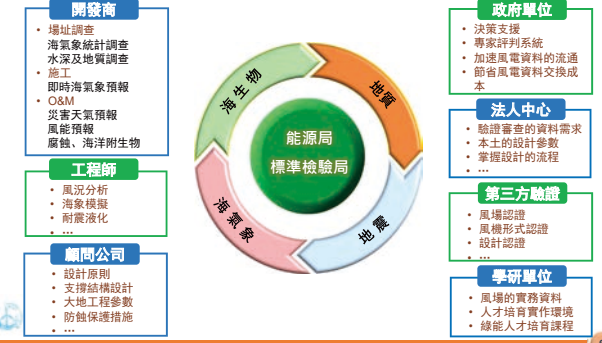 開發商
• 場址調查
海氣象統計調查
水深及地質調查
• 施工
即時海氣象預報
• O&M
災害天氣預報
風能預報
腐蝕、海洋附生物
工程師
• 風況分析
• 海象模擬
• 耐震液化
• …
顧問公司
• 設計原則
• 支撐結構設計
• 大地工程參數
• 防蝕保護措施
• …
海生物
地質
能源局
標準檢驗局
海氣象
地震
政府單位
• 決策支援
• 專家評判系統
• 加速風電資料的流通
• 節省風電資料交換成
本
法人中心
• 驗證審查的資料需求
• 本土的設計參數
• 掌握設計的流程
• …
第三方驗證
• 風場認證
• 風機形式認證
• 設計認證
• …
學研單位
• 風場的實務資料
• 人才培育實作環境
• 綠能人才培育課程